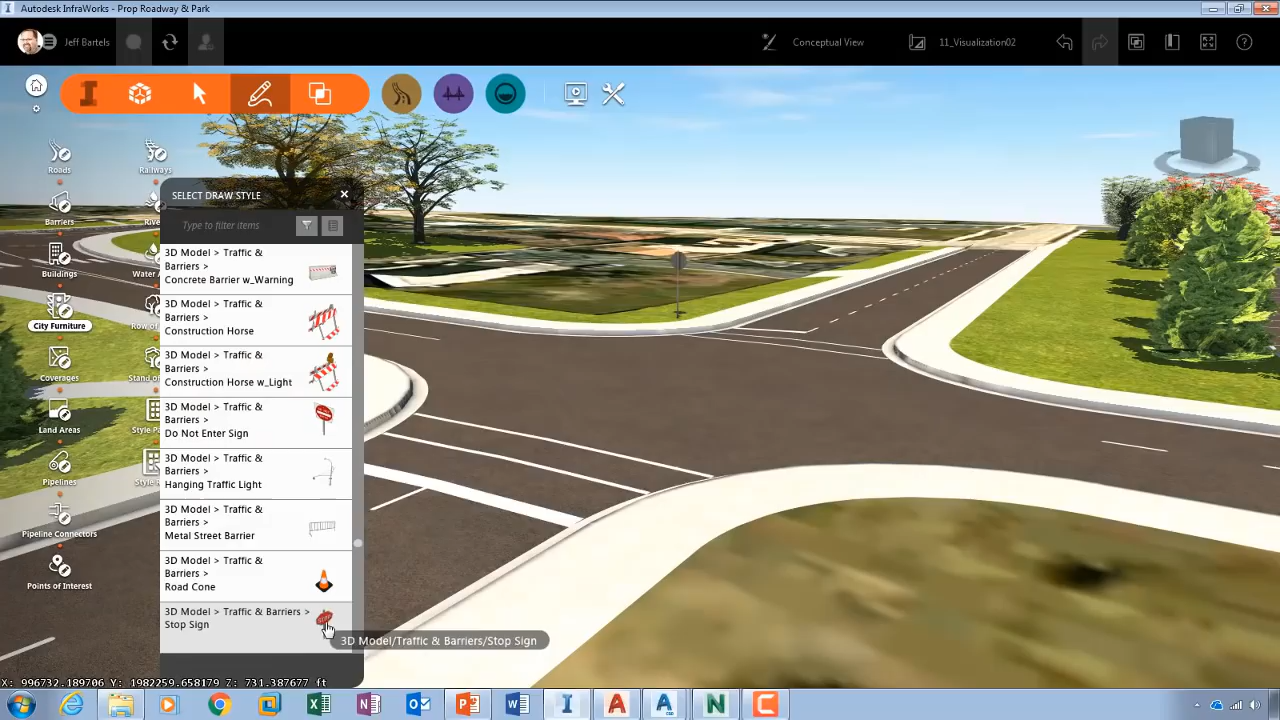 Autodesk InfraWorks - Prop Roadway & Park
Jeff Bartels
Conceptual View
11_Visualization02
Roads
Railways
Barriers
Buildings
City Furniture
Coverages
Land Areas
Pipelines
Pipeline Connectors
Points of Interest
SELECT DRAW STYLE
Type to filter items
3D Model > Traffic &
Barriers >
Concrete Barrier w_Warning
3D Model > Traffic &
Barriers >
Construction Horse
3D Model > Traffic &
Barriers >
Construction Horse w_Light
3D Model > Traffic &
Barriers >
Do Not Enter Sign
3D Model > Traffic &
Barriers >
Hanging Traffic Light
3D Model > Traffic &
Barriers >
Metal Street Barrier
3D Model > Traffic &
Barriers >
Road Cone
3D Model > Traffic & Barriers >
Stop Sign
3D Model/Traffic & Barriers/Stop Sign
X: 996732.189706 Y: 1982259.658179 Z: 731.387677 ft